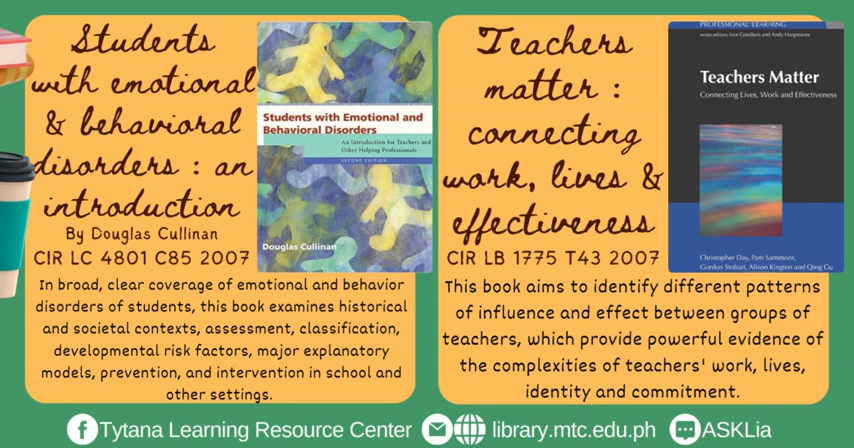 Students
with emotional
& behavioral
disorders : an
introduction
By Douglas Cullinan
CIR LC 4801 C85 2007
In broad, clear coverage of emotional and behavior
disorders of students, this book examines historical
and societal contexts, assessment, classification,
developmental risk factors, major explanatory
models, prevention, and intervention in school and
other settings.
Students with Emotional and
Behavioral Disorders
An Introduction for Teachers and
Other Helping Professionals
SECOND EDITION
Douglas Cullinan
Teachers
matter :
connecting
work, lives &
effectiveness
CIR LB 1775 T43 2007
This book aims to identify different patterns
of influence and effect between groups of
teachers, which provide powerful evidence of
the complexities of teachers' work, lives,
identity and commitment.
PROFESSIONAL LEARNING
series editors: Ivor Goodson and Andy Hargreaves
Teachers Matter
Connecting Lives, Work and Effectiveness
Christopher Day, Pam Sammons,
Gordon Stobart, Alison Kington and Qing Gu
Tytana Learning Resource Center library.mtc.edu.ph ASKLia